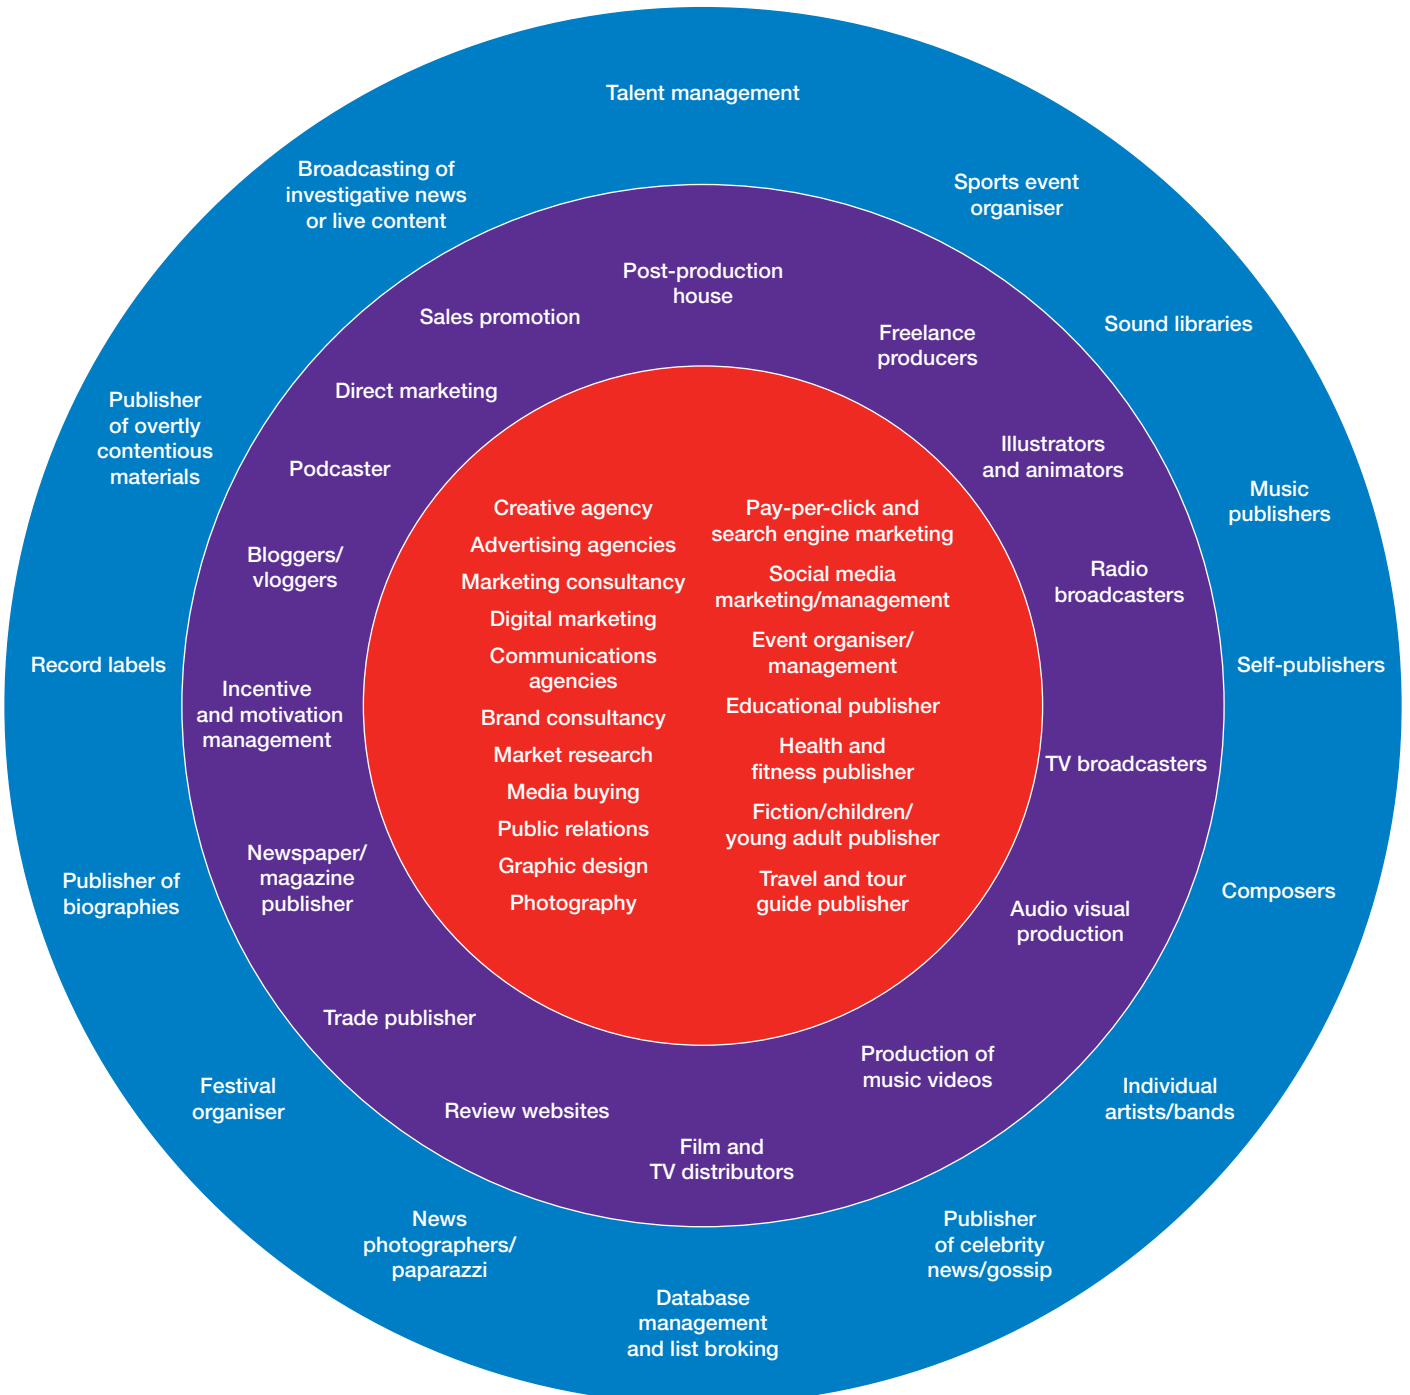 Talent management
Broadcasting of
investigative news
or live content
Sports event
organiser
Sound libraries
Publisher
of overtly
contentious
materials
Music
publishers
Record labels
Self-publishers
Publisher of
biographies
Composers
Festival
organiser
Individual
artists/bands
News
photographers/
paparazzi
Publisher
of celebrity
news/gossip
Database
management
and list broking
Post-production
house
Sales promotion
Freelance
producers
Direct marketing
Illustrators
and animators
Podcaster
Bloggers/
vloggers
Radio
broadcasters
Incentive
and motivation
management
TV broadcasters
Newspaper/
magazine
publisher
Audio visual
production
Trade publisher
Production of
music videos
Review websites
Film and
TV distributors
Creative agency
Advertising agencies
Marketing consultancy
Digital marketing
Communications
agencies
Brand consultancy
Market research
Media buying
Public relations
Graphic design
Photography
Pay-per-click and
search engine marketing
Social media
marketing/management
Event organiser/
management
Educational publisher
Health and
fitness publisher
Fiction/children/
young adult publisher
Travel and tour
guide publisher